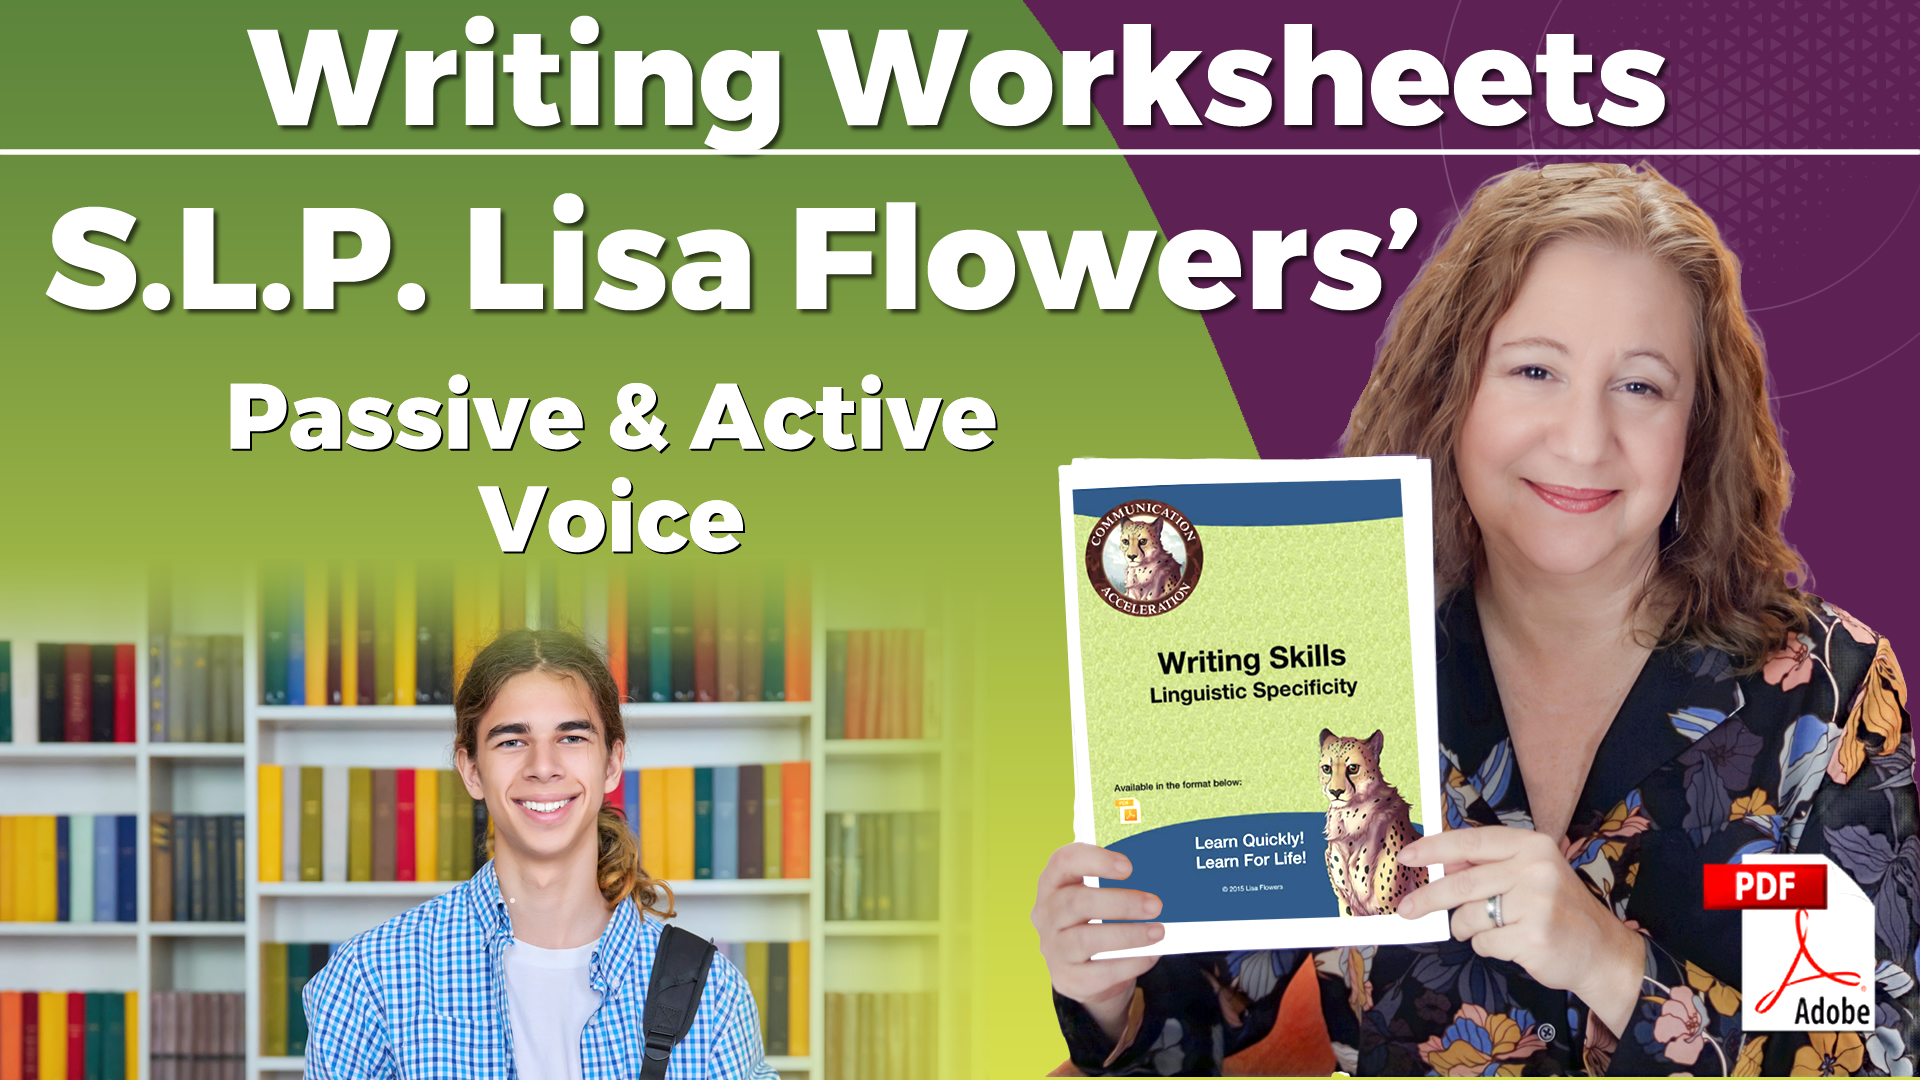 Writing Worksheets
S.L.P. Lisa Flowers’
Passive & Active
Voice
COMMUNICATION
ACCELERATION
Writing Skills
Linguistic Specificity
Available in the format below:
PDF
Learn Quickly!
Learn For Life!
© 2015 Lisa Flowers
PDF
Adobe